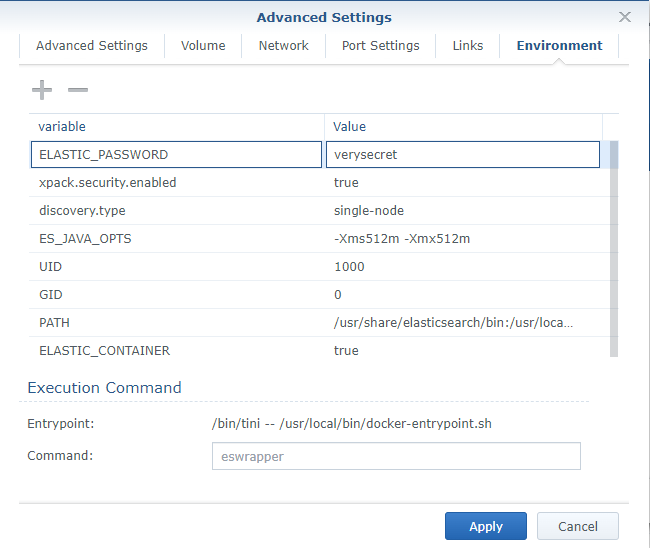 Advanced Settings
Advanced Settings Volume Network Port Settings Links Environment
variable Value
ELASTIC_PASSWORD verysecret
xpack.security.enabled true
discovery.type single-node
ES_JAVA_OPTS -Xms512m -Xmx512m
UID 1000
GID 0
PATH /usr/share/elasticsearch/bin:/usr/loca...
ELASTIC_CONTAINER true
Execution Command
Entrypoint: /bin/tini -- /usr/local/bin/docker-entrypoint.sh
Command: eswrapper
Apply Cancel